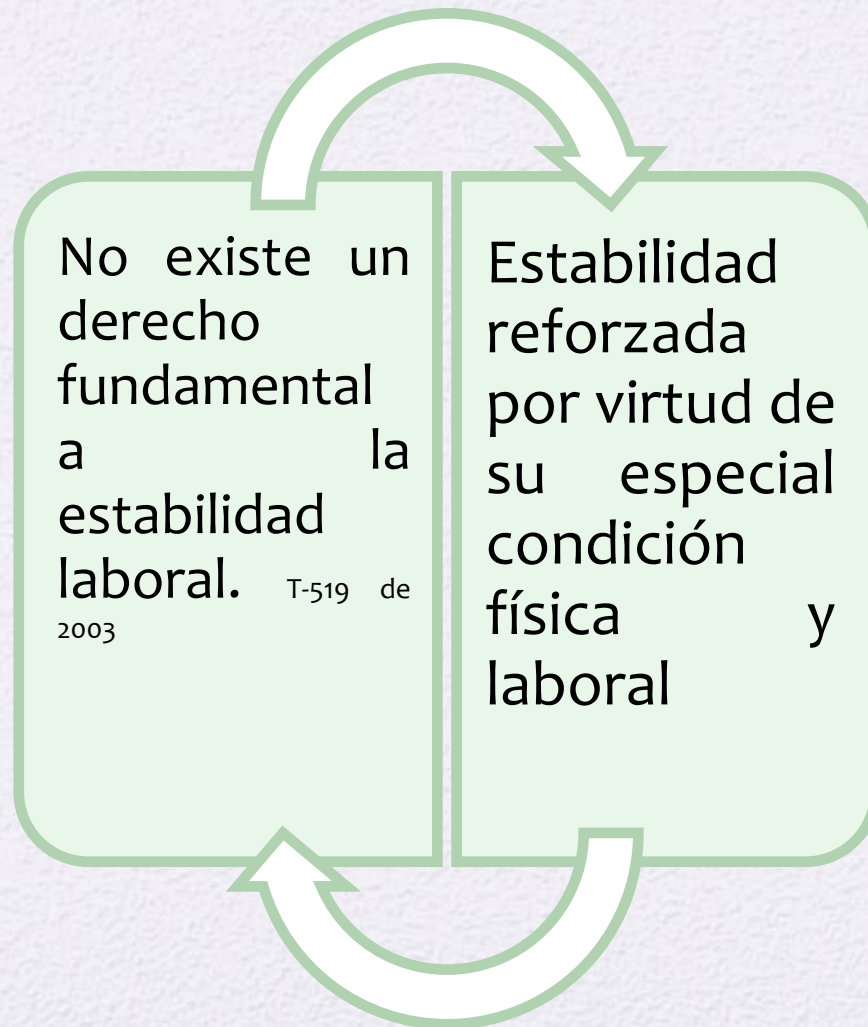 No existe un
derecho
fundamental
a la
estabilidad
laboral. T-519 de
2003
Estabilidad
reforzada
por virtud de
su especial
condición
física y
laboral